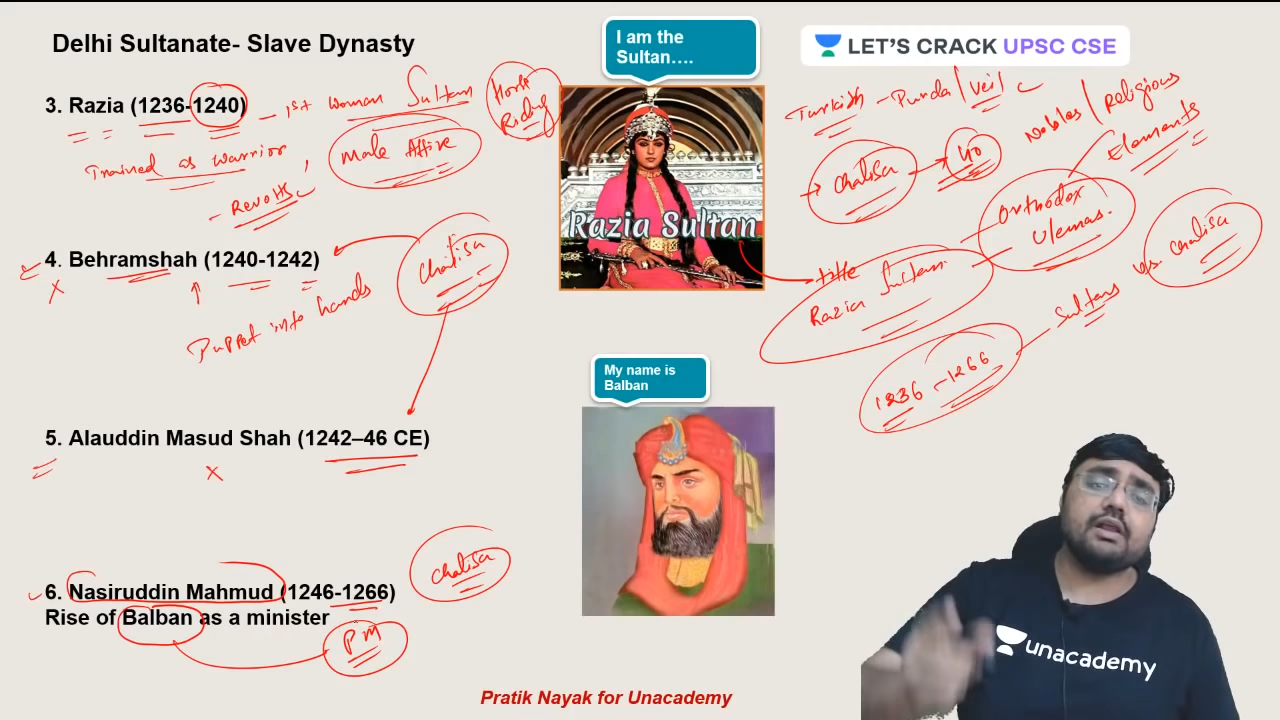 Delhi Sultanate- Slave Dynasty
I am the
Sultan....
LET'S CRACK UPSC CSE
3. Razia (1236-1240)
1st woman Sultan
Horse
Riding
Trained as warrior, Male Attire
- Revolts
Turkish - Purda/Veil
Chalisa → 40
Nobles/Religious
Elements
Orthodox
Ulemas.
Razia Sultan
title
Razia Sultan
4. Behramshah (1240-1242)
Chalisa
Puppet into hands
Sultans vs. Chalisa
1236-1266
My name is
Balban
5. Alauddin Masud Shah (1242–46 CE)
6. Nasiruddin Mahmud (1246-1266)
Chalisa
Rise of Balban as a minister
PM
unacademy
Pratik Nayak for Unacademy